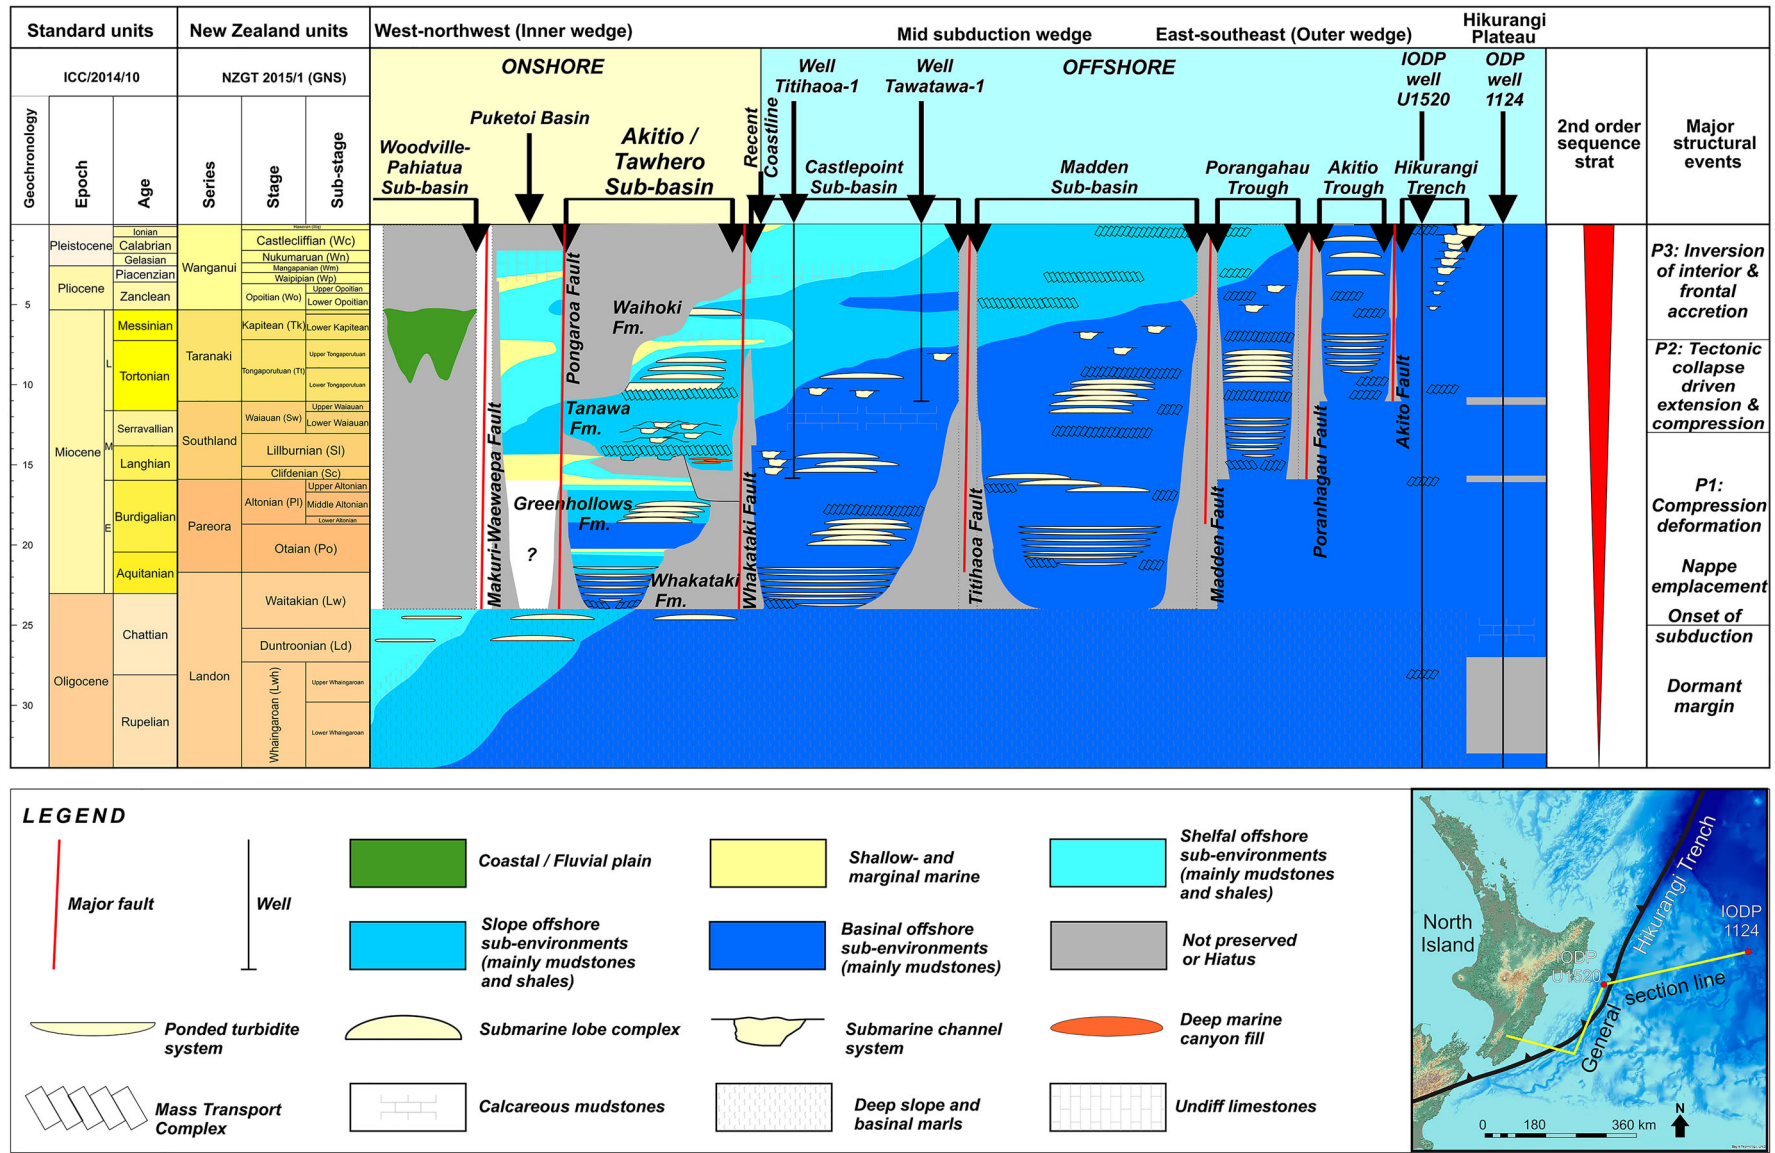 Standard units
New Zealand units
West-northwest (Inner wedge)
Mid subduction wedge
East-southeast (Outer wedge)
Hikurangi
Plateau
ICC/2014/10
NZGT 2015/1 (GNS)
ONSHORE
OFFSHORE
Well
Titihaoa-1
Well
Tawatawa-1
IODP
well
U1520
ODP
well
1124
Geochronology
Epoch
Age
Series
Stage
Sub-stage
Woodville-
Pahiatua
Sub-basin
Puketoi Basin
Akitio /
Tawhero
Sub-basin
Recent
Coastline
Castlepoint
Sub-basin
Madden
Sub-basin
Porangahau
Trough
Akitio
Trough
Hikurangi
Trench
2nd order
sequence
strat
Major
structural
events
5
10
15
20
25
30
Pleistocene
Pliocene
Miocene
L
M
E
Oligocene
Ionian
Calabrian
Gelasian
Piacenzian
Zanclean
Messinian
Tortonian
Serravallian
Langhian
Burdigalian
Aquitanian
Chattian
Rupelian
Wanganui
Taranaki
Southland
Pareora
Landon
Castlecliffian (Wc)
Nukumaruan (Wn)
Mangapanian (Wm)
Waipipian (Wp)
Opoitian (Wo)
Upper Opoitian
Lower Opoitian
Kapitean (Tk)
Lower Kapitean
Tongaporutuan (Tt)
Upper Tongaporutuan
Lower Tongaporutuan
Waiauan (Sw)
Upper Waiauan
Lower Waiauan
Lillburnian (Sl)
Clifdenian (Sc)
Altonian (Pl)
Upper Altonian
Middle Altonian
Lower Altonian
Otaian (Po)
Waitakian (Lw)
Duntroonian (Ld)
Whaingaroan (Lwh)
Upper Whaingaroan
Lower Whaingaroan
Makuri-Waewaepa Fault
Pongaroa Fault
Waihoki
Fm.
Tanawa
Fm.
Greenhollows
Fm.
?
Whakataki
Fm.
Whakataki Fault
Titihaoa Fault
Madden Fault
Poranhagau Fault
Akito Fault
P3: Inversion
of interior &
frontal
accretion
P2: Tectonic
collapse
driven
extension &
compression
P1:
Compression
deformation
Nappe
emplacement
Onset of
subduction
Dormant
margin
LEGEND
Major fault
Well
Coastal / Fluvial plain
Shallow- and
marginal marine
Shelfal offshore
sub-environments
(mainly mudstones
and shales)
Slope offshore
sub-environments
(mainly mudstones
and shales)
Basinal offshore
sub-environments
(mainly mudstones)
Not preserved
or Hiatus
Ponded turbidite
system
Submarine lobe complex
Submarine channel
system
Deep marine
canyon fill
Mass Transport
Complex
Calcareous mudstones
Deep slope and
basinal marls
Undiff limestones
North
Island
Hikurangi Trench
IODP
1124
IODP
U1520
General section line
0 180 360 km
N